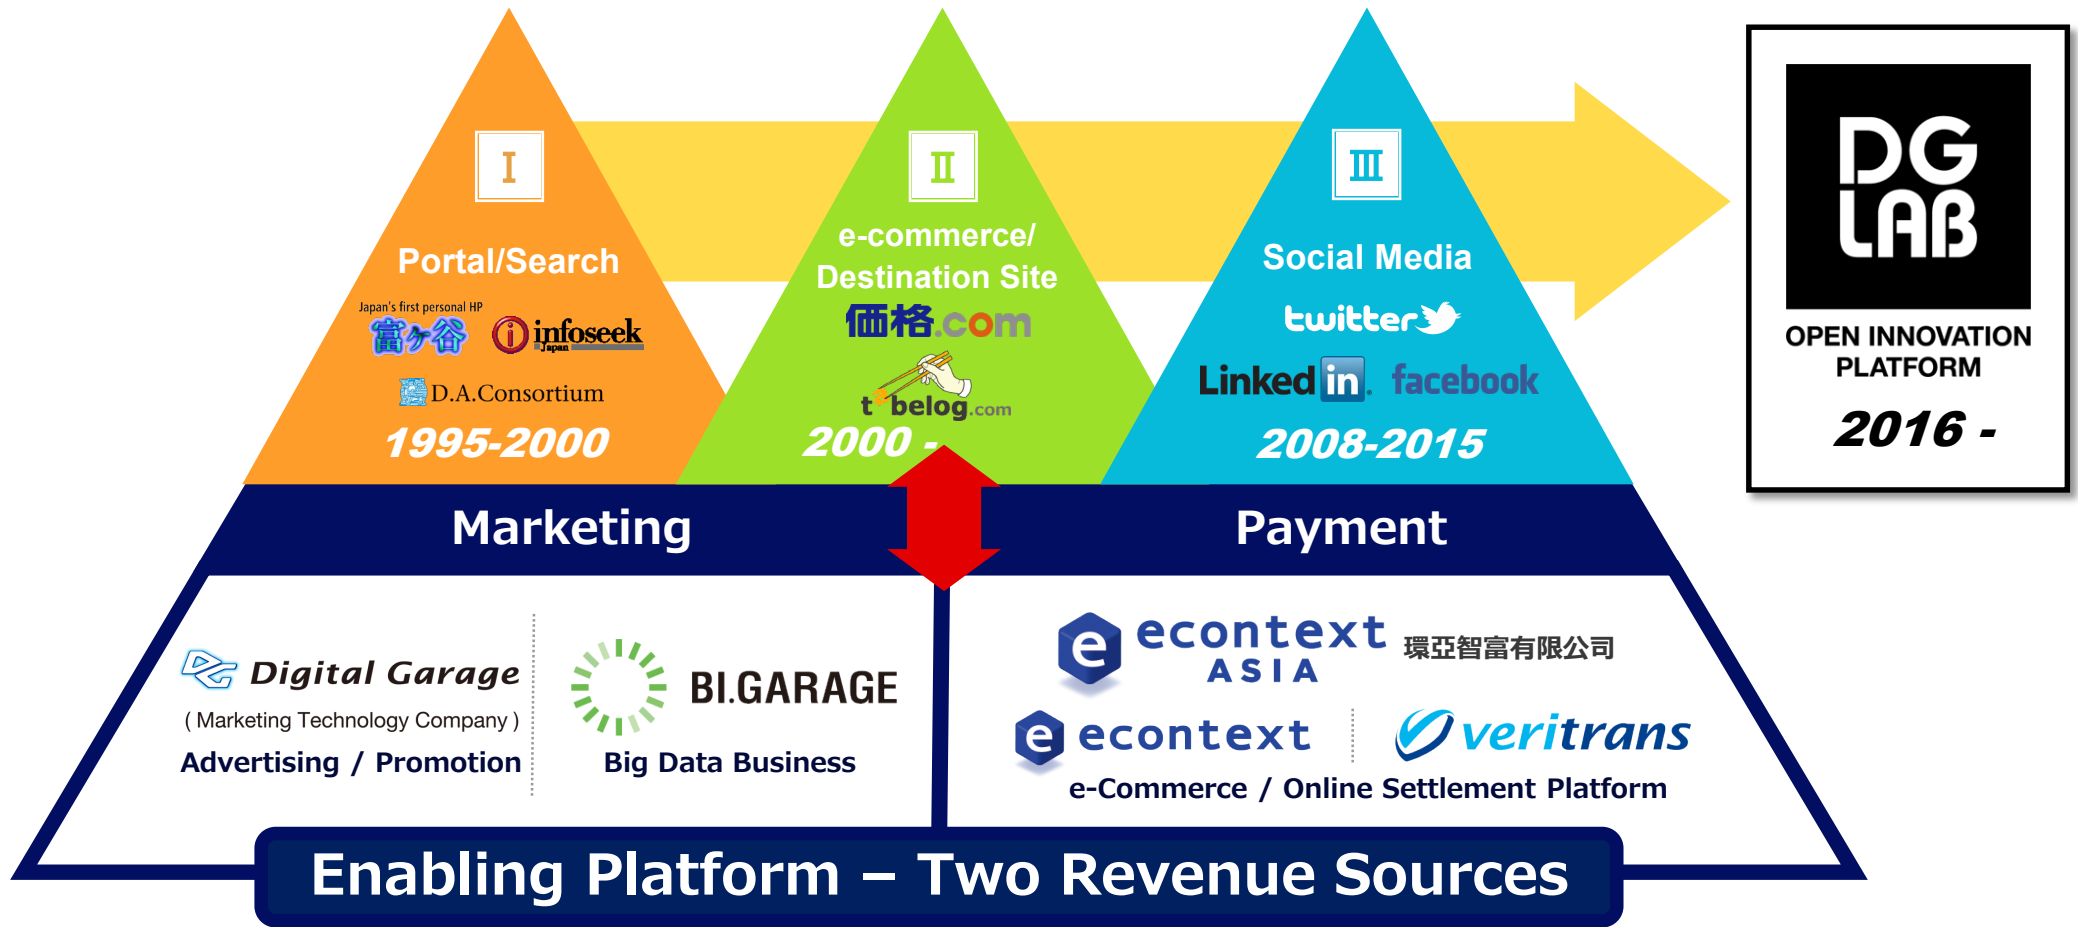 I
Portal/Search
Japan's first personal HP
富ヶ谷
i infoseek
Japan
D.A.Consortium
1995-2000
II
e-commerce/
Destination Site
価格.com
tabelog.com
2000 -
III
Social Media
twitter
Linked in. facebook
2008-2015
DG
LAB
OPEN INNOVATION
PLATFORM
2016 -
Marketing
Payment
DG Digital Garage
( Marketing Technology Company )
Advertising / Promotion
BI.GARAGE
Big Data Business
e econtext
ASIA
環亞智富有限公司
e econtext
veritrans
e-Commerce / Online Settlement Platform
Enabling Platform – Two Revenue Sources